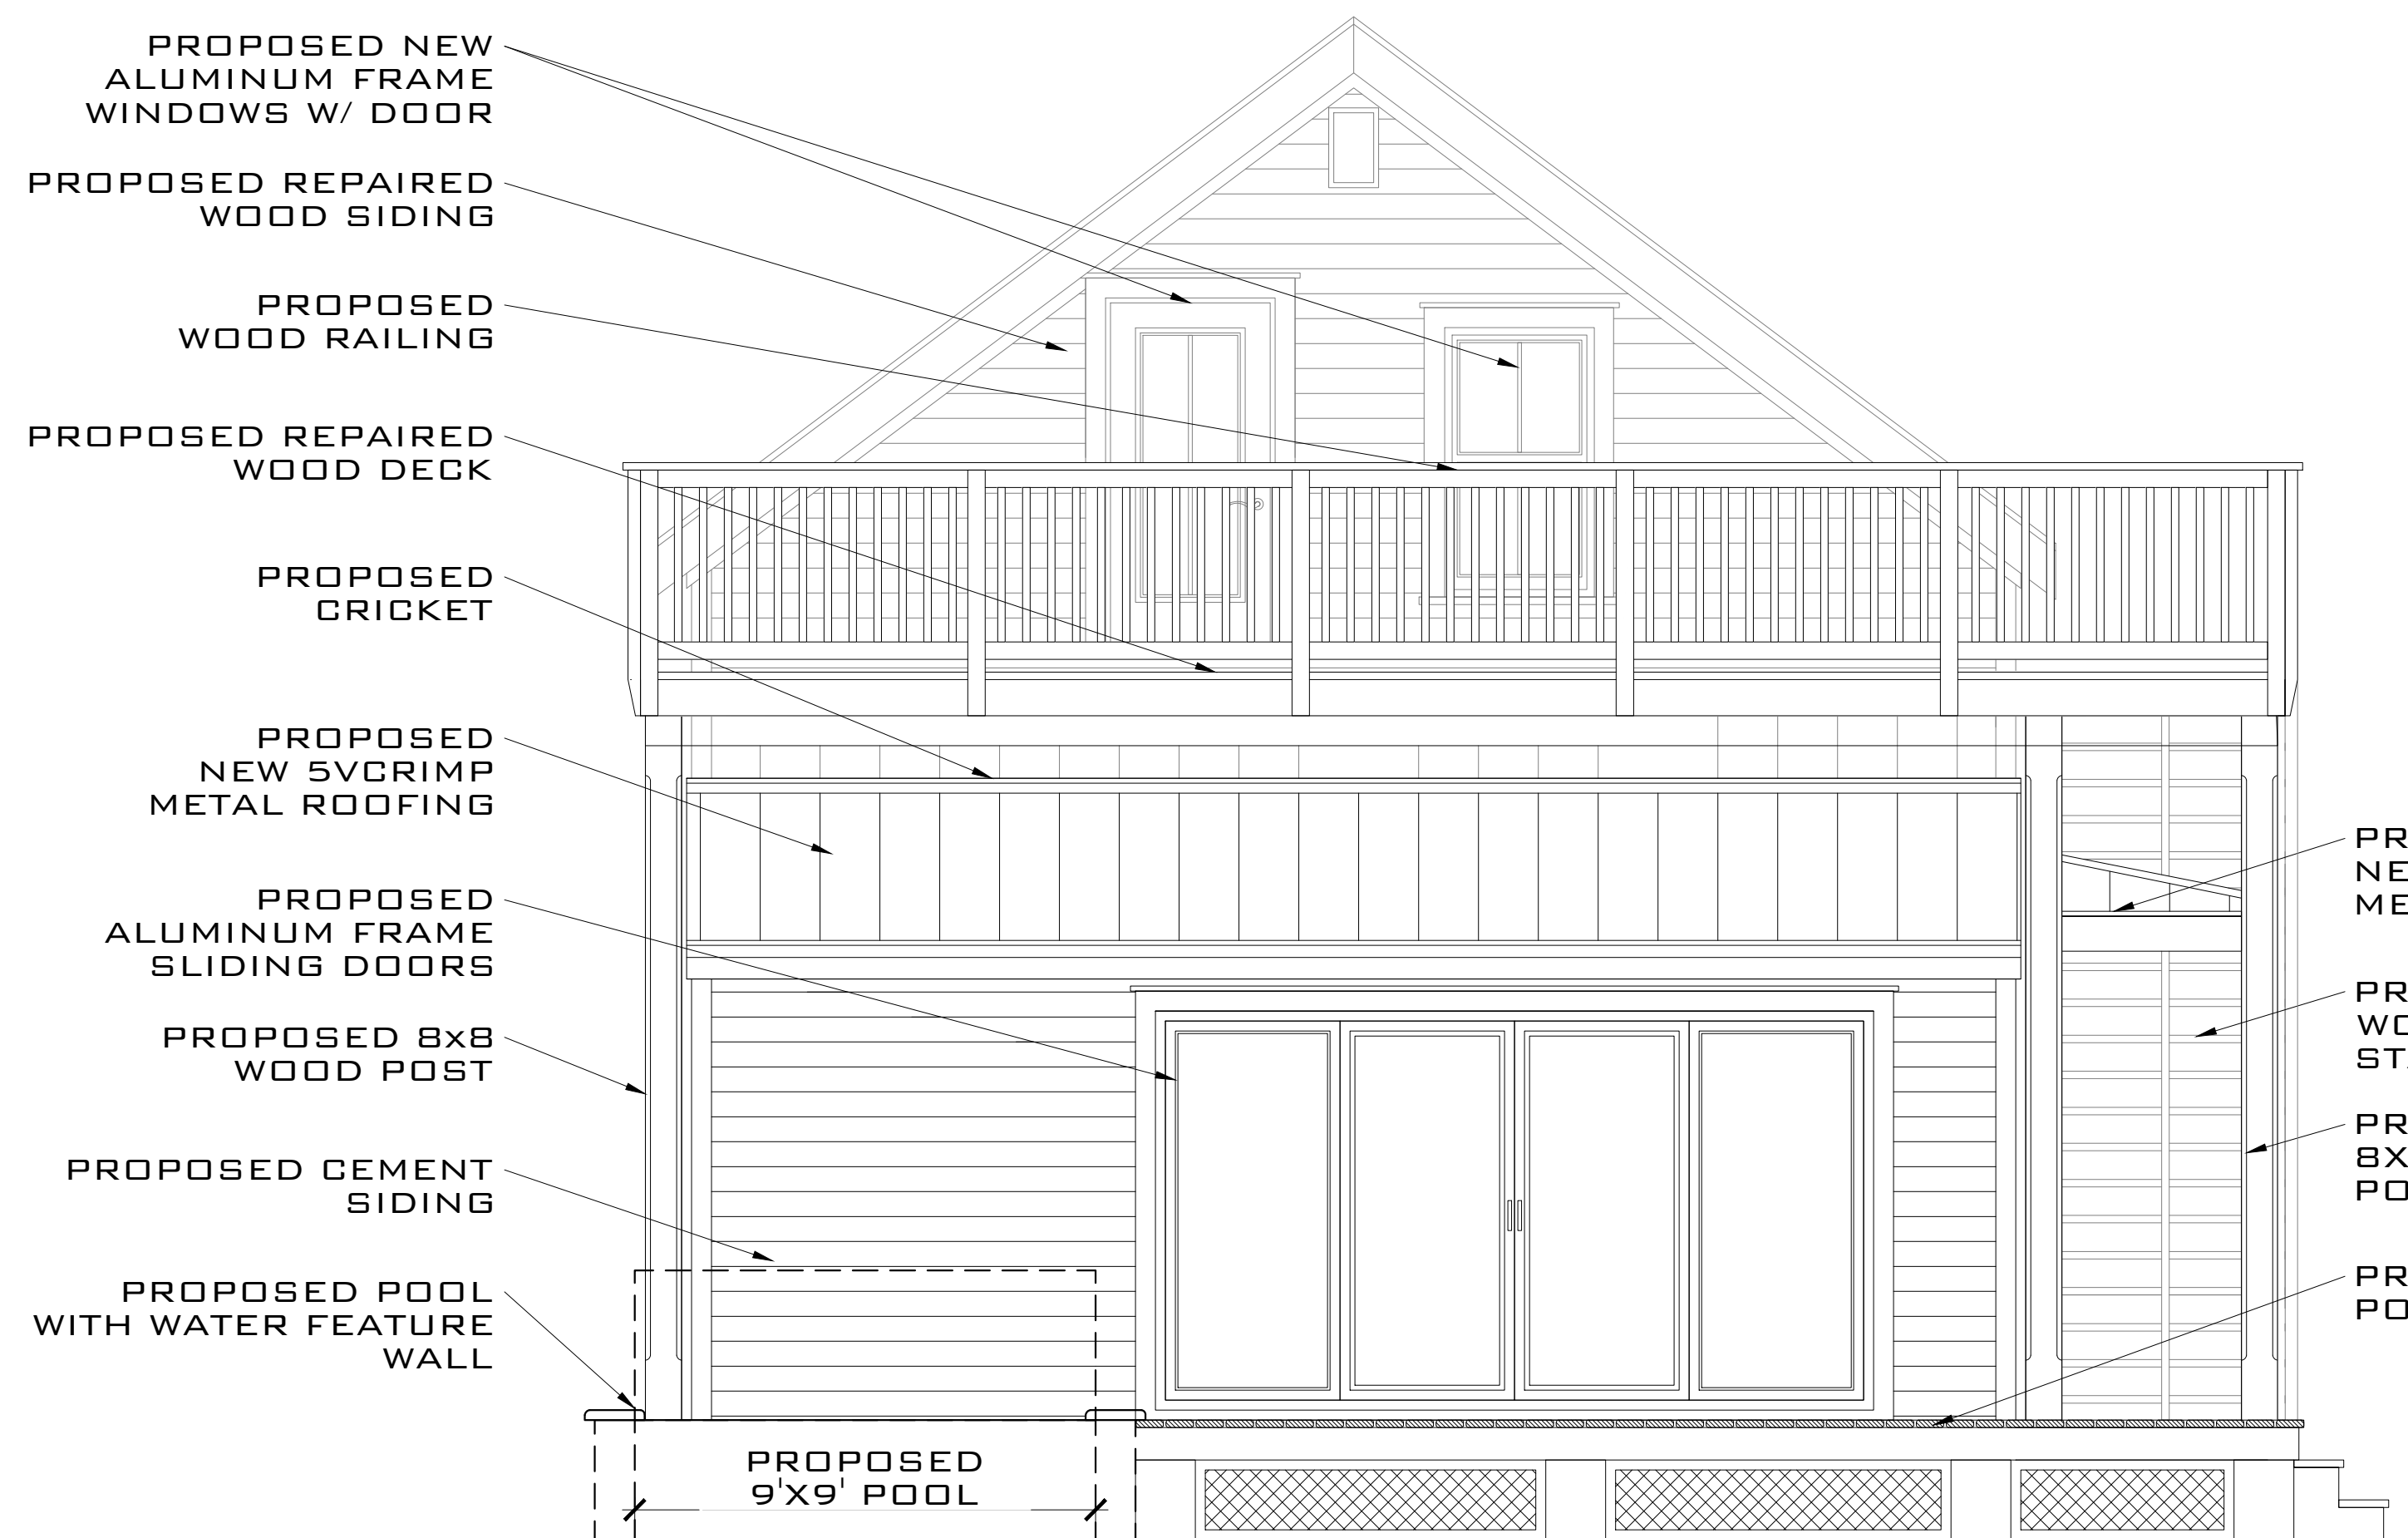 PROPOSED NEW
ALUMINUM FRAME
WINDOWS W/ DOOR
PROPOSED REPAIRED
WOOD SIDING
PROPOSED
WOOD RAILING
PROPOSED REPAIRED
WOOD DECK
PROPOSED
CRICKET
PROPOSED
NEW 5VCRIMP
METAL ROOFING
PROPOSED
ALUMINUM FRAME
SLIDING DOORS
PROPOSED 8x8
WOOD POST
PROPOSED CEMENT
SIDING
PROPOSED POOL
WITH WATER FEATURE
WALL
PROPOSED
9'X9' POOL